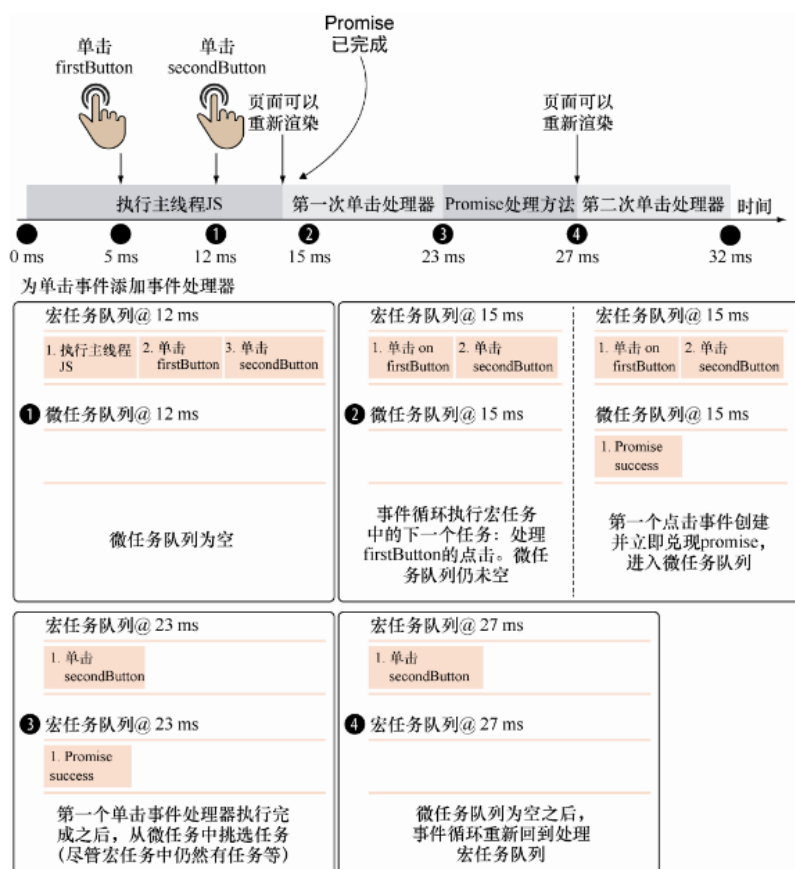 Promise
已完成
单击
firstButton
单击
secondButton
页面可以
重新渲染
页面可以
重新渲染
执行主线程JS
第一次单击处理器
Promise处理方法
第二次单击处理器
时间
1
2
3
4
0 ms
5 ms
12 ms
15 ms
23 ms
27 ms
32 ms
为单击事件添加事件处理器
宏任务队列@ 12 ms
1. 执行主线程
JS
2. 单击
firstButton
3. 单击
secondButton
1 微任务队列@ 12 ms
微任务队列为空
宏任务队列@ 15 ms
1. 单击 on
firstButton
2. 单击
secondButton
2 微任务队列@ 15 ms
事件循环执行宏任务
中的下一个任务：处理
firstButton的点击。微任
务队列仍未空
宏任务队列@ 15 ms
1. 单击 on
firstButton
2. 单击
secondButton
微任务队列@ 15 ms
1. Promise
success
第一个点击事件创建
并立即兑现promise，
进入微任务队列
宏任务队列@ 23 ms
1. 单击
secondButton
3 宏任务队列@ 23 ms
1. Promise
success
第一个单击事件处理器执行完
成之后，从微任务中挑选任务
(尽管宏任务中仍然有任务等)
宏任务队列@ 27 ms
1. 单击
secondButton
4 宏任务队列@ 27 ms
微任务队列为空之后，
事件循环重新回到处理
宏任务队列